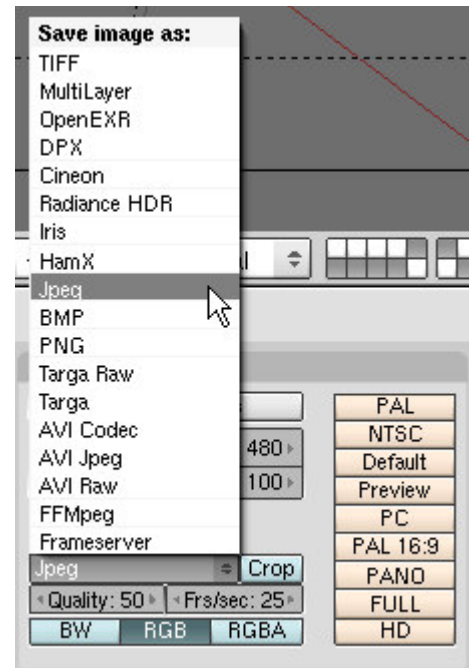 Save image as:
TIFF
MultiLayer
OpenEXR
DPX
Cineon
Radiance HDR
Iris
HamX
Jpeg
BMP
PNG
Targa Raw
Targa
AVI Codec
AVI Jpeg
AVI Raw
FFMpeg
Frameserver
480
100
Jpeg
Crop
Quality: 50
Frs/sec: 25
BW
RGB
RGBA
PAL
NTSC
Default
Preview
PC
PAL 16:9
PANO
FULL
HD